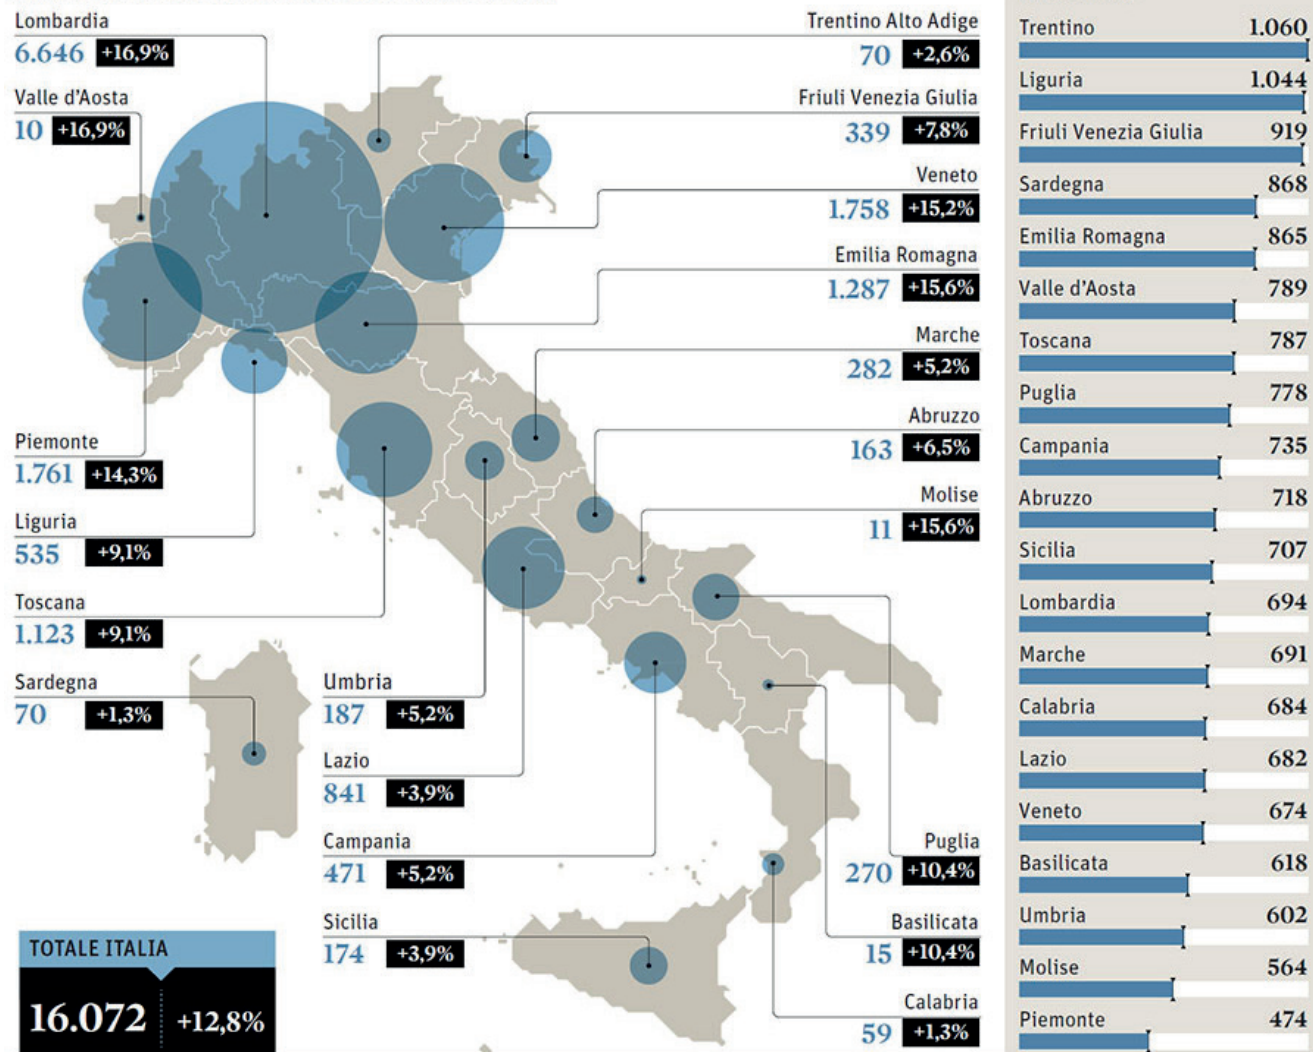 Lombardia
6.646 +16,9%
Valle d'Aosta
10 +16,9%
Piemonte
1.761 +14,3%
Liguria
535 +9,1%
Toscana
1.123 +9,1%
Sardegna
70 +1,3%
Umbria
187 +5,2%
Lazio
841 +3,9%
Campania
471 +5,2%
Sicilia
174 +3,9%
TOTALE ITALIA
16.072 +12,8%
Trentino Alto Adige
70 +2,6%
Friuli Venezia Giulia
339 +7,8%
Veneto
1.758 +15,2%
Emilia Romagna
1.287 +15,6%
Marche
282 +5,2%
Abruzzo
163 +6,5%
Molise
11 +15,6%
Puglia
270 +10,4%
Basilicata
15 +10,4%
Calabria
59 +1,3%
Trentino 1.060
Liguria 1.044
Friuli Venezia Giulia 919
Sardegna 868
Emilia Romagna 865
Valle d'Aosta 789
Toscana 787
Puglia 778
Campania 735
Abruzzo 718
Sicilia 707
Lombardia 694
Marche 691
Calabria 684
Lazio 682
Veneto 674
Basilicata 618
Umbria 602
Molise 564
Piemonte 474